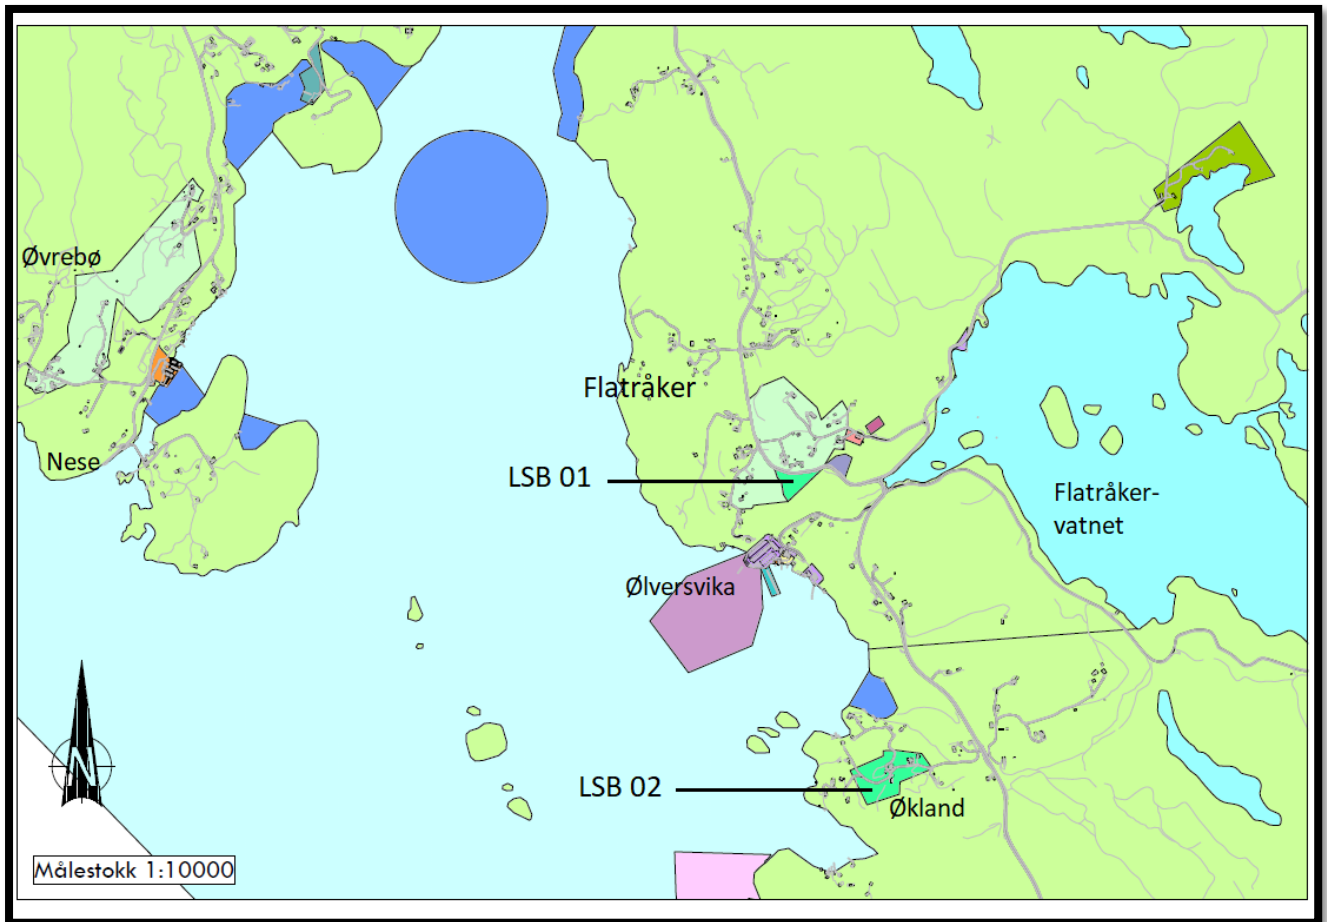 Øvrebø
Flatråker
Nese
LSB 01
Flatråker-
vatnet
Ølversvika
LSB 02
Økland
N
Målestokk 1:10000